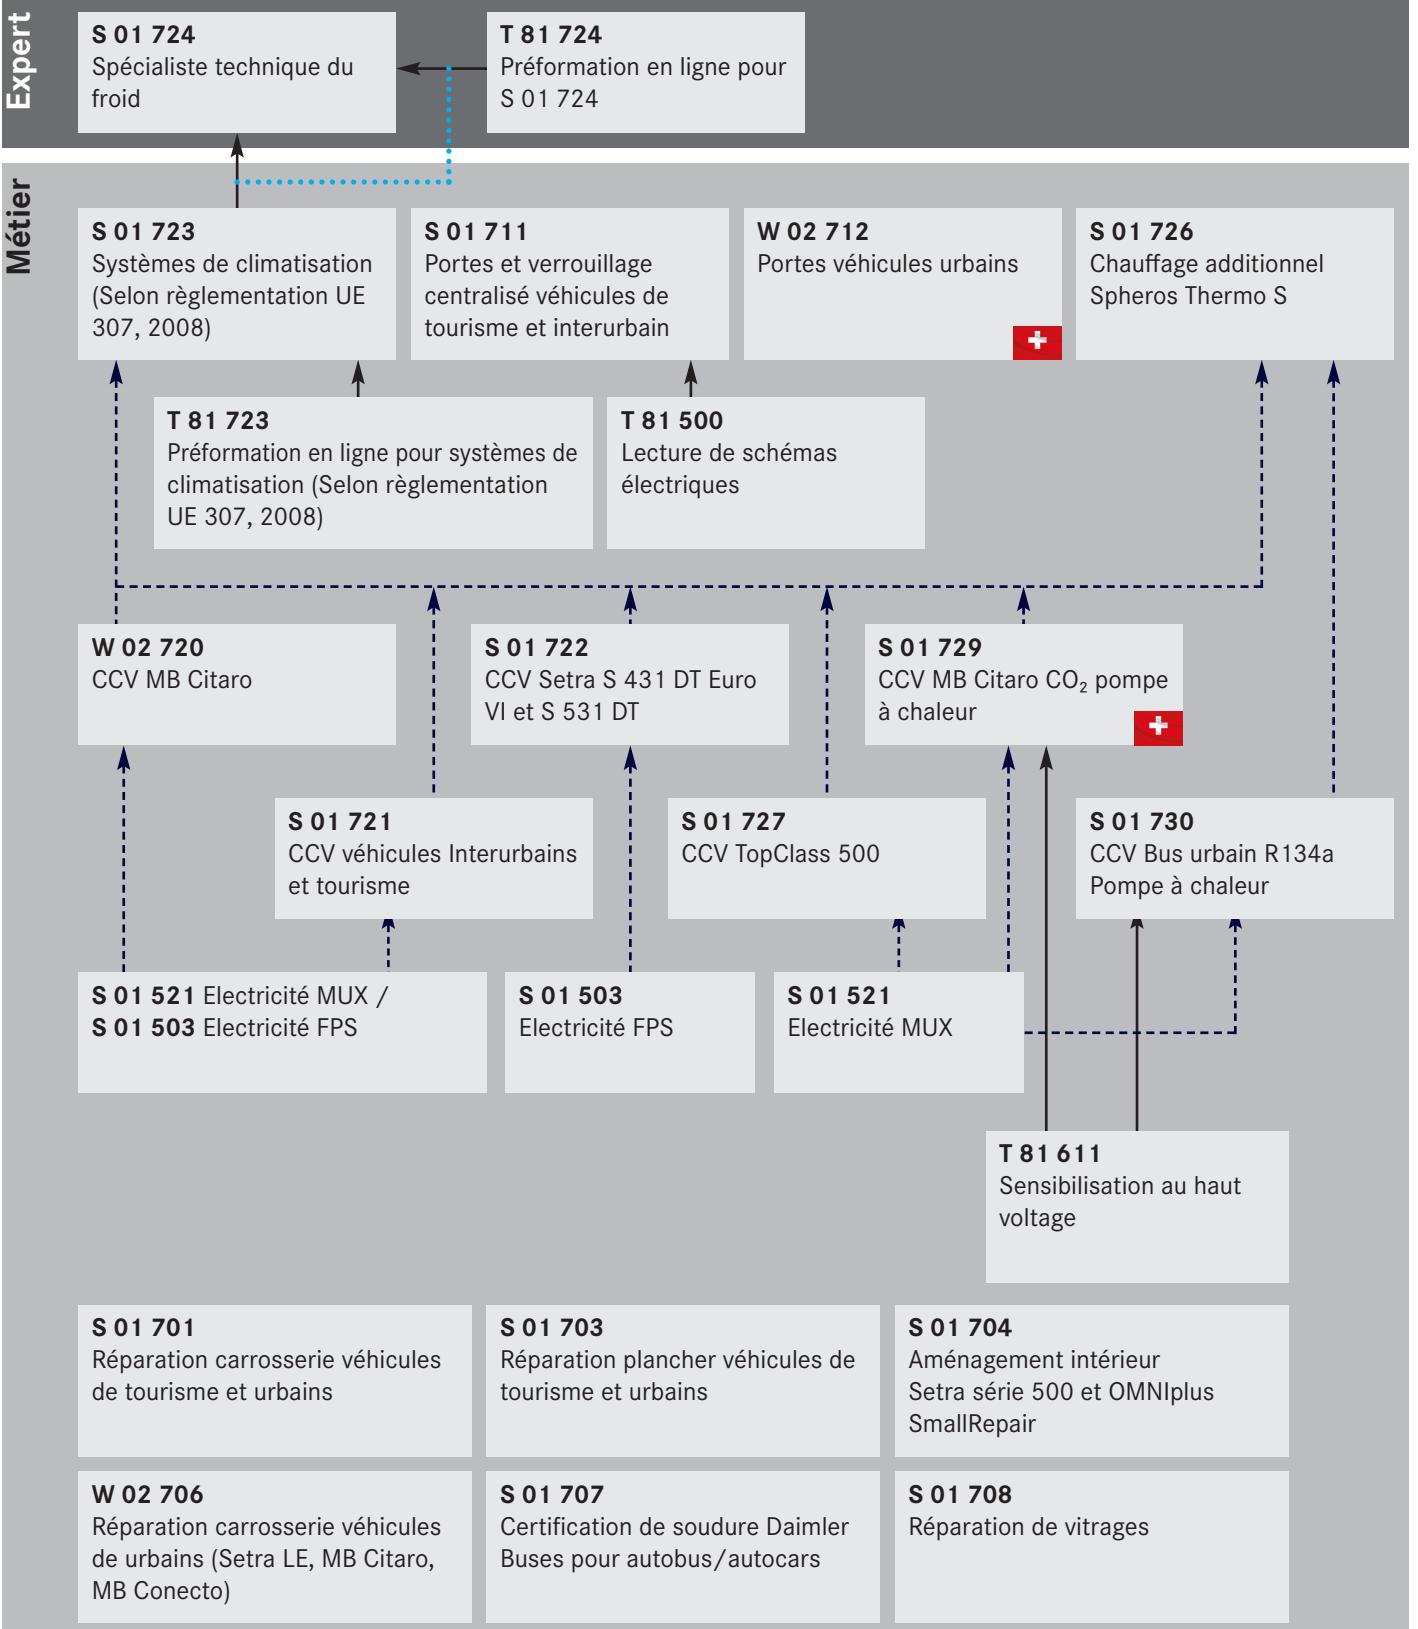 Expert
S 01 724
Spécialiste technique du
froid
T 81 724
Préformation en ligne pour
S 01 724
Métier
S 01 723
Systèmes de climatisation
(Selon règlementation UE
307, 2008)
S 01 711
Portes et verrouillage
centralisé véhicules de
tourisme et interurbain
W 02 712
Portes véhicules urbains
S 01 726
Chauffage additionnel
Spheros Thermo S
T 81 723
Préformation en ligne pour systèmes de
climatisation (Selon règlementation
UE 307, 2008)
T 81 500
Lecture de schémas
électriques
W 02 720
CCV MB Citaro
S 01 722
CCV Setra S 431 DT Euro
VI et S 531 DT
S 01 729
CCV MB Citaro CO₂ pompe
à chaleur
S 01 721
CCV véhicules Interurbains
et tourisme
S 01 727
CCV TopClass 500
S 01 730
CCV Bus urbain R134a
Pompe à chaleur
S 01 521 Electricité MUX /
S 01 503 Electricité FPS
S 01 503
Electricité FPS
S 01 521
Electricité MUX
T 81 611
Sensibilisation au haut
voltage
S 01 701
Réparation carrosserie véhicules
de tourisme et urbains
S 01 703
Réparation plancher véhicules de
tourisme et urbains
S 01 704
Aménagement intérieur
Setra série 500 et OMNIplus
SmallRepair
W 02 706
Réparation carrosserie véhicules
de urbains (Setra LE, MB Citaro,
MB Conecto)
S 01 707
Certification de soudure Daimler
Buses pour autobus/autocars
S 01 708
Réparation de vitrages